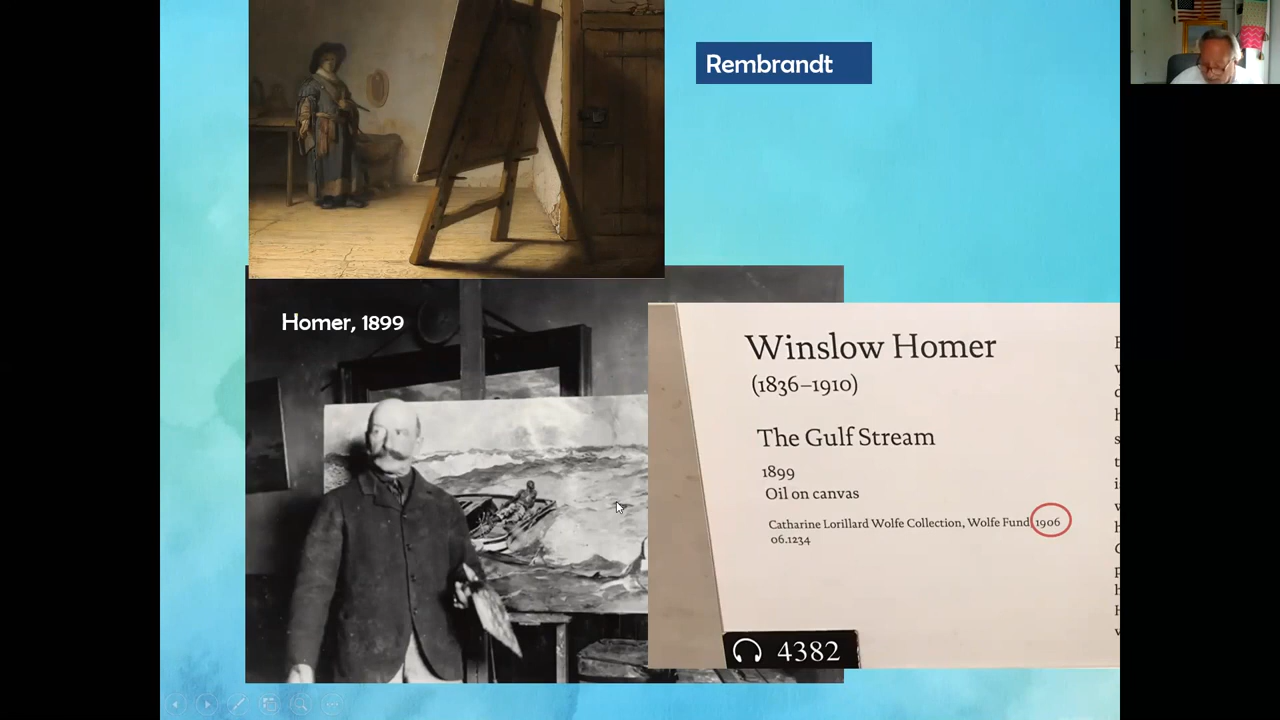 Rembrandt
Homer, 1899
Winslow Homer
(1836–1910)
The Gulf Stream
1899
Oil on canvas
Catharine Lorillard Wolfe Collection, Wolfe Fund, 1906
06.1234
4382